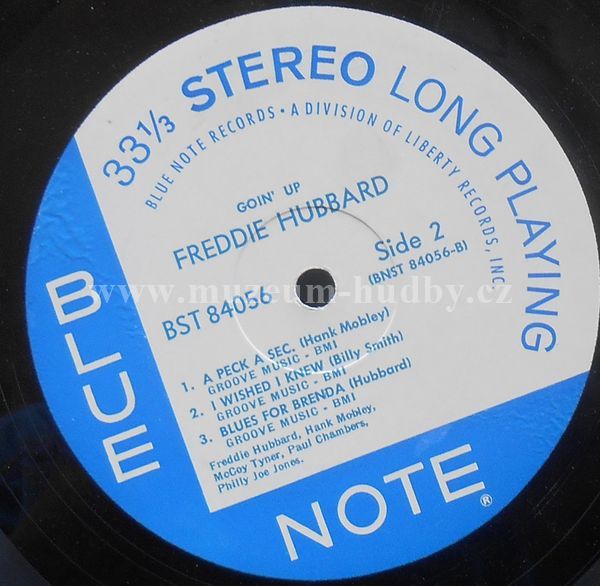 33⅓ STEREO LONG PLAYING
BLUE NOTE RECORDS • A DIVISION OF LIBERTY RECORDS, INC.
GOIN' UP
FREDDIE HUBBARD
BST 84056
Side 2
(BNST 84056-B)
www.muzeum-hudby.cz
1. A PECK A SEC. (Hank Mobley)
GROOVE MUSIC - BMI
2. I WISHED I KNEW (Billy Smith)
GROOVE MUSIC - BMI
3. BLUES FOR BRENDA (Hubbard)
GROOVE MUSIC - BMI
Freddie Hubbard, Hank Mobley,
McCoy Tyner, Paul Chambers,
Philly Joe Jones.
BLUE
NOTE®